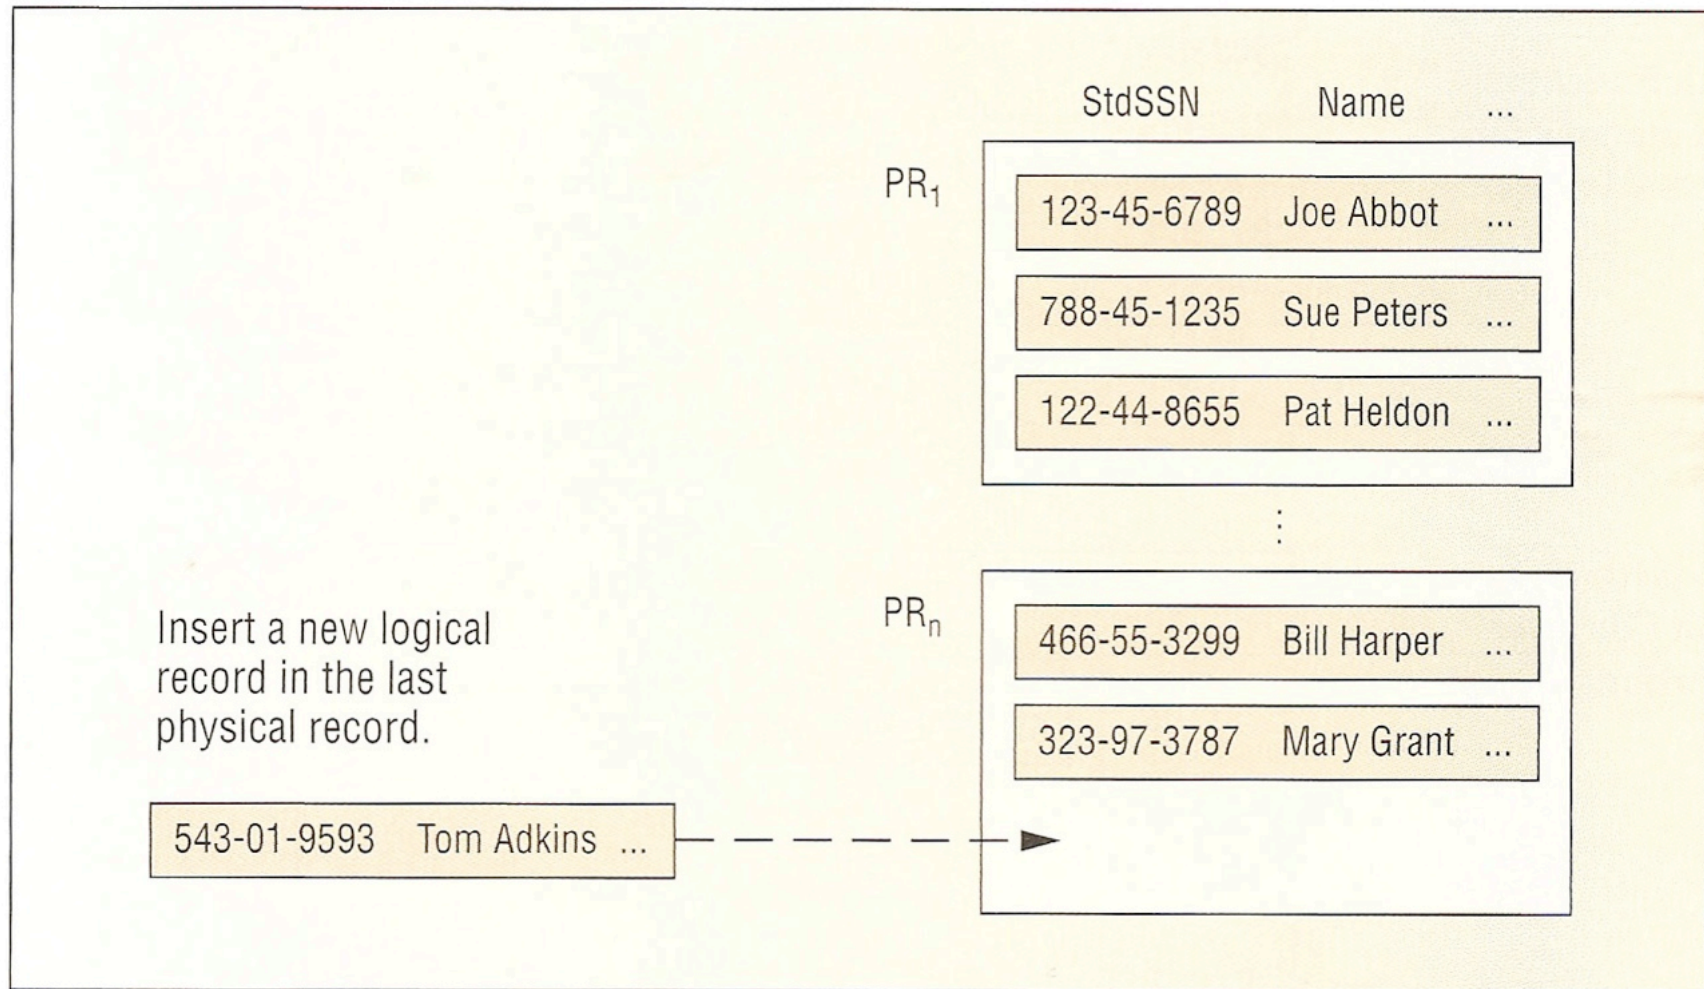 StdSSN Name ...
PR₁
123-45-6789 Joe Abbot ...
788-45-1235 Sue Peters ...
122-44-8655 Pat Heldon ...
⋮
PRₙ
466-55-3299 Bill Harper ...
323-97-3787 Mary Grant ...
Insert a new logical
record in the last
physical record.
543-01-9593 Tom Adkins ...